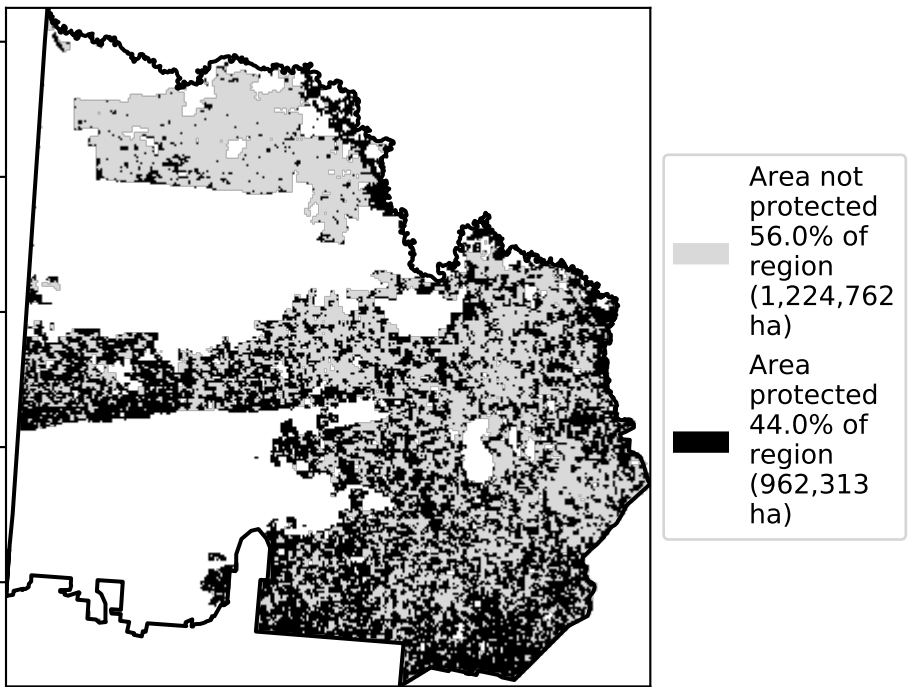 Area not
protected
56.0% of
region
(1,224,762
ha)
Area
protected
44.0% of
region
(962,313
ha)